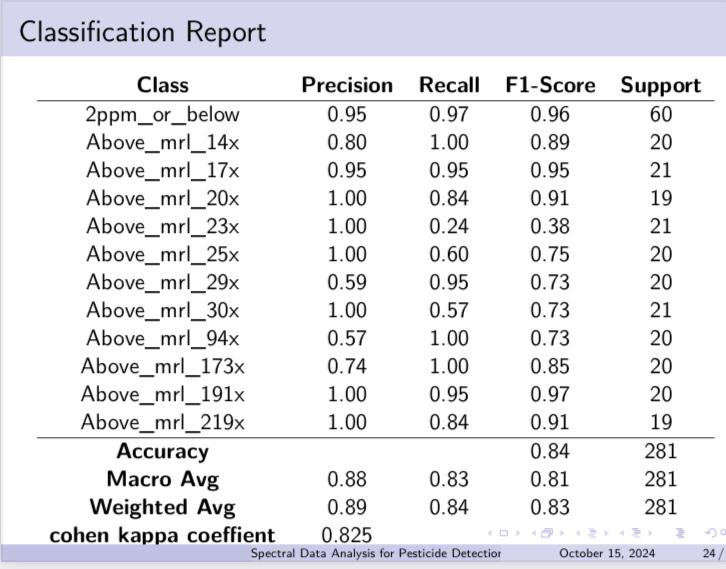 Classification Report
Class Precision Recall F1-Score Support
2ppm_or_below 0.95 0.97 0.96 60
Above_mrl_14x 0.80 1.00 0.89 20
Above_mrl_17x 0.95 0.95 0.95 21
Above_mrl_20x 1.00 0.84 0.91 19
Above_mrl_23x 1.00 0.24 0.38 21
Above_mrl_25x 1.00 0.60 0.75 20
Above_mrl_29x 0.59 0.95 0.73 20
Above_mrl_30x 1.00 0.57 0.73 21
Above_mrl_94x 0.57 1.00 0.73 20
Above_mrl_173x 0.74 1.00 0.85 20
Above_mrl_191x 1.00 0.95 0.97 20
Above_mrl_219x 1.00 0.84 0.91 19
Accuracy 0.84 281
Macro Avg 0.88 0.83 0.81 281
Weighted Avg 0.89 0.84 0.83 281
cohen kappa coeffient 0.825
Spectral Data Analysis for Pesticide Detection October 15, 2024 24 /